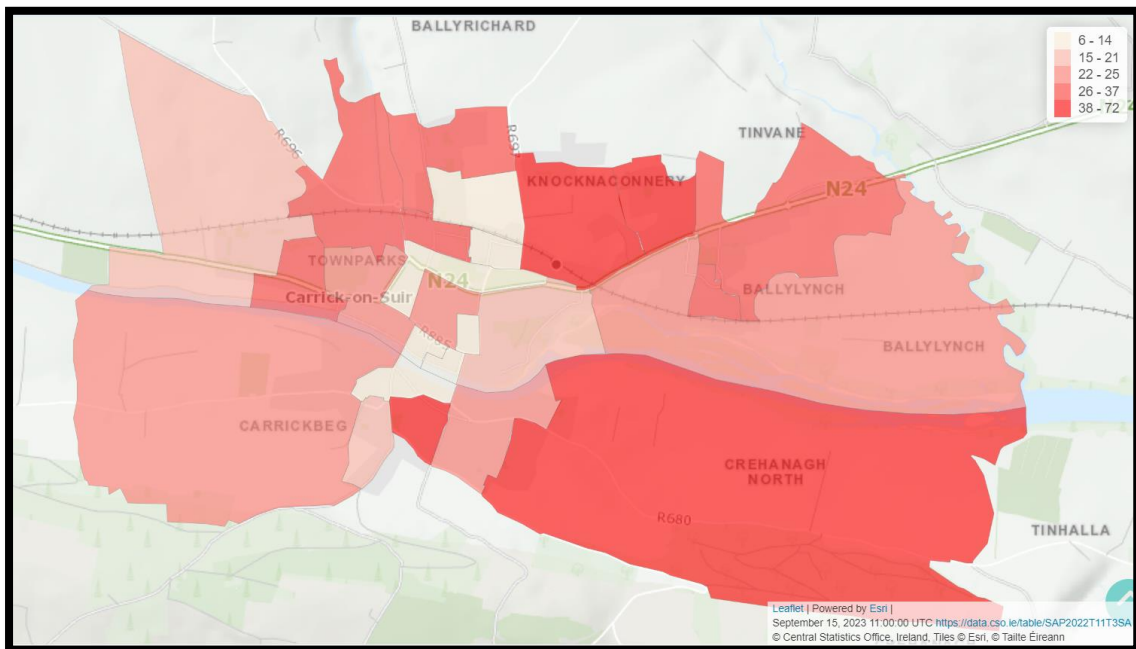 BALLYRICHARD
6 - 14
15 - 21
22 - 25
26 - 37
38 - 72
R696
R697
TINVANE
KNOCKNACONNERY
N24
TOWNPARKS
N24
Carrick-on-Suir
BALLYLYNCH
R885
BALLYLYNCH
CARRICKBEG
CREHANAGH
NORTH
R680
TINHALLA
Leaflet | Powered by Esri |
September 15, 2023 11:00:00 UTC https://data.cso.ie/table/SAP2022T11T3SA
© Central Statistics Office, Ireland, Tiles © Esri, © Tailte Éireann